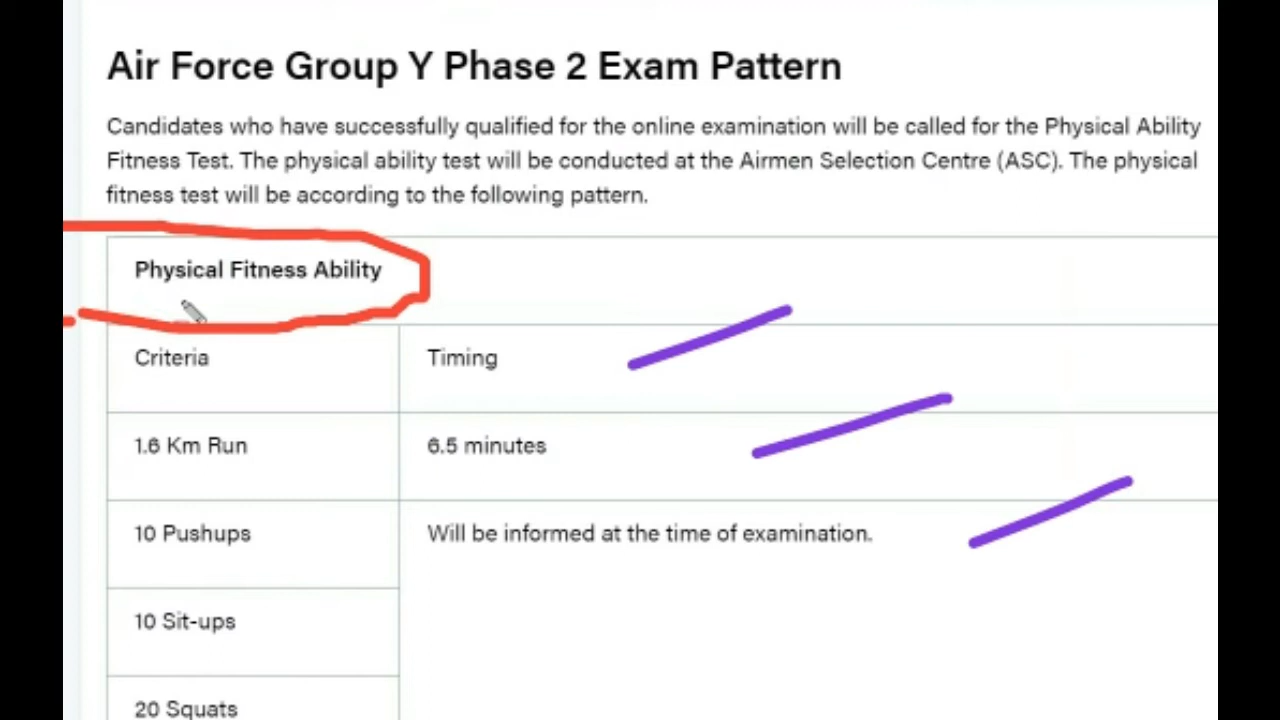 Air Force Group Y Phase 2 Exam Pattern
Candidates who have successfully qualified for the online examination will be called for the Physical Ability
Fitness Test. The physical ability test will be conducted at the Airmen Selection Centre (ASC). The physical
fitness test will be according to the following pattern.
Physical Fitness Ability
Criteria Timing
1.6 Km Run 6.5 minutes
10 Pushups Will be informed at the time of examination.
10 Sit-ups
20 Squats